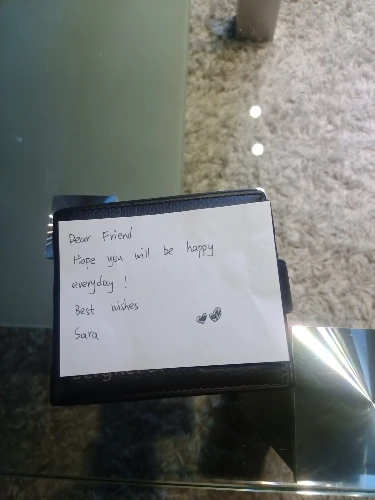 Dear Friend
Hope you will be happy
everyday !
Best wishes
Sara